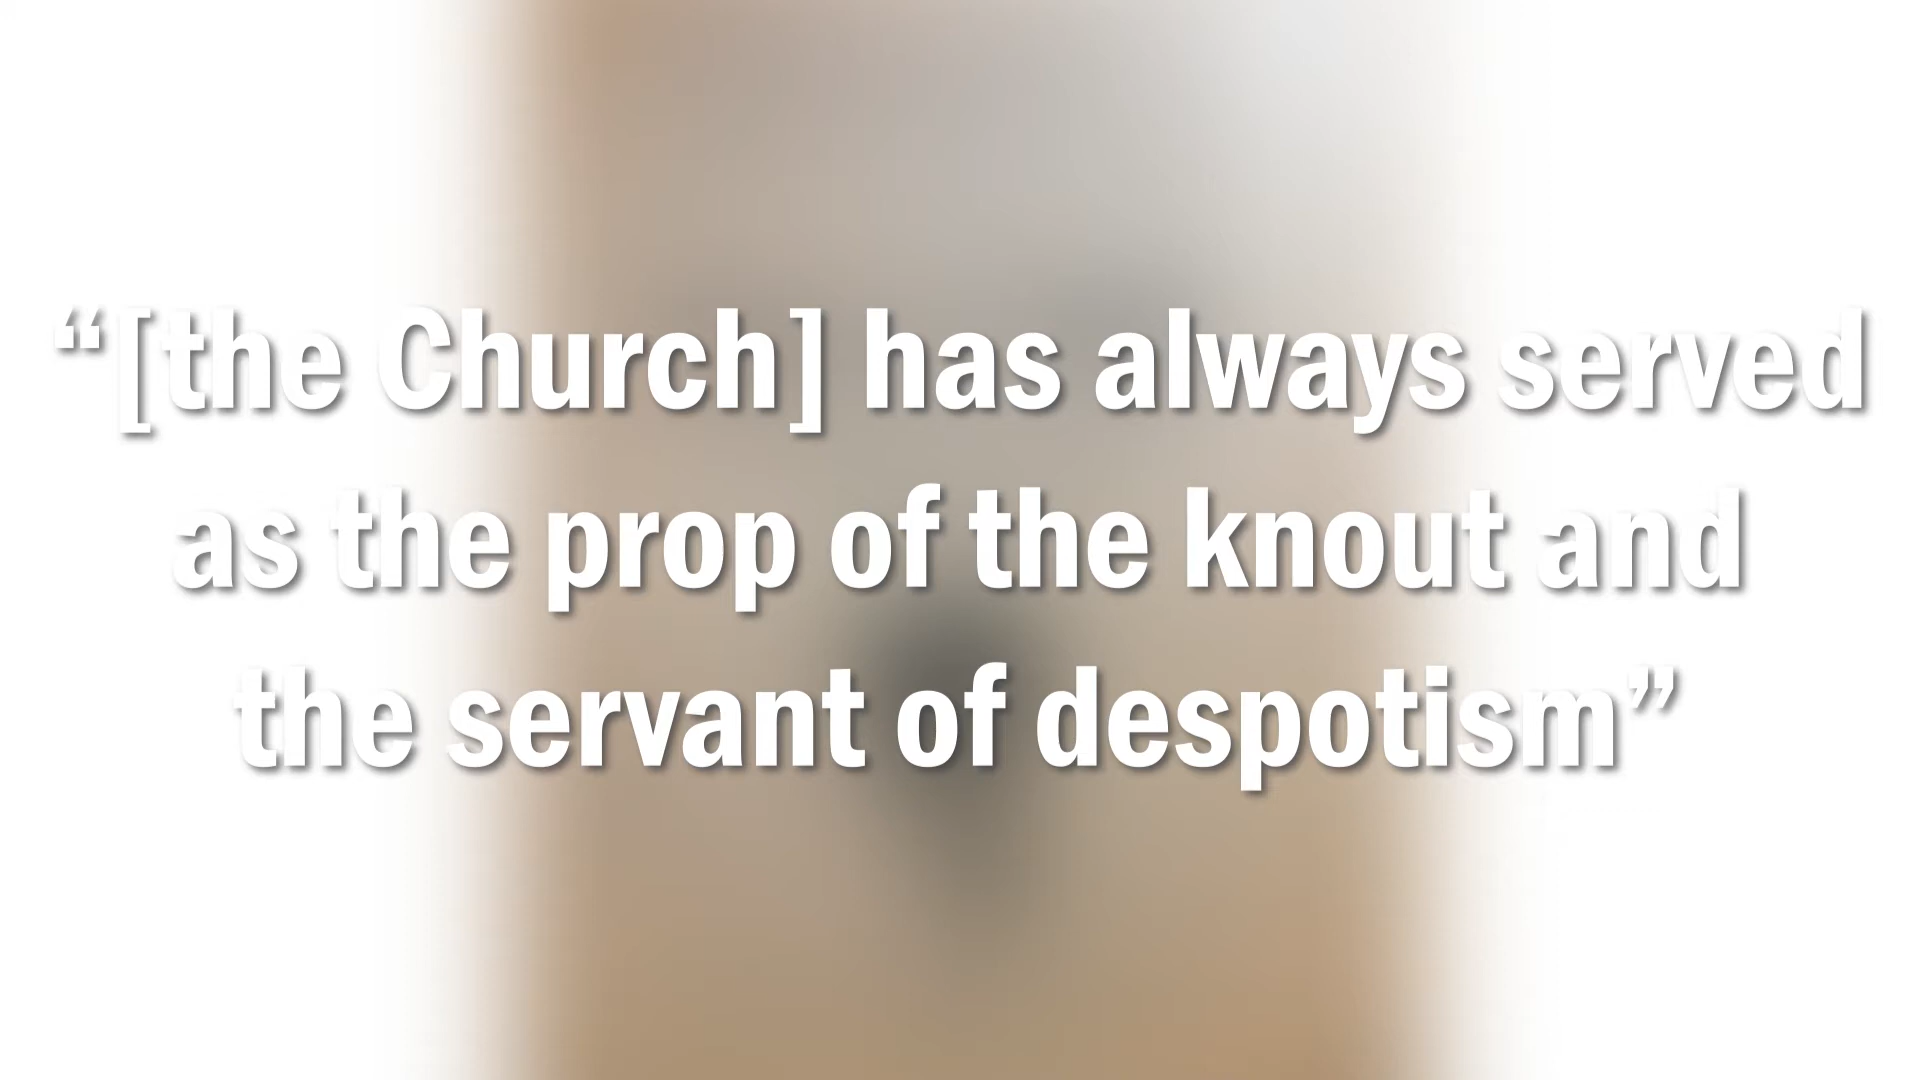 “[the Church] has always served
as the prop of the knout and
the servant of despotism”